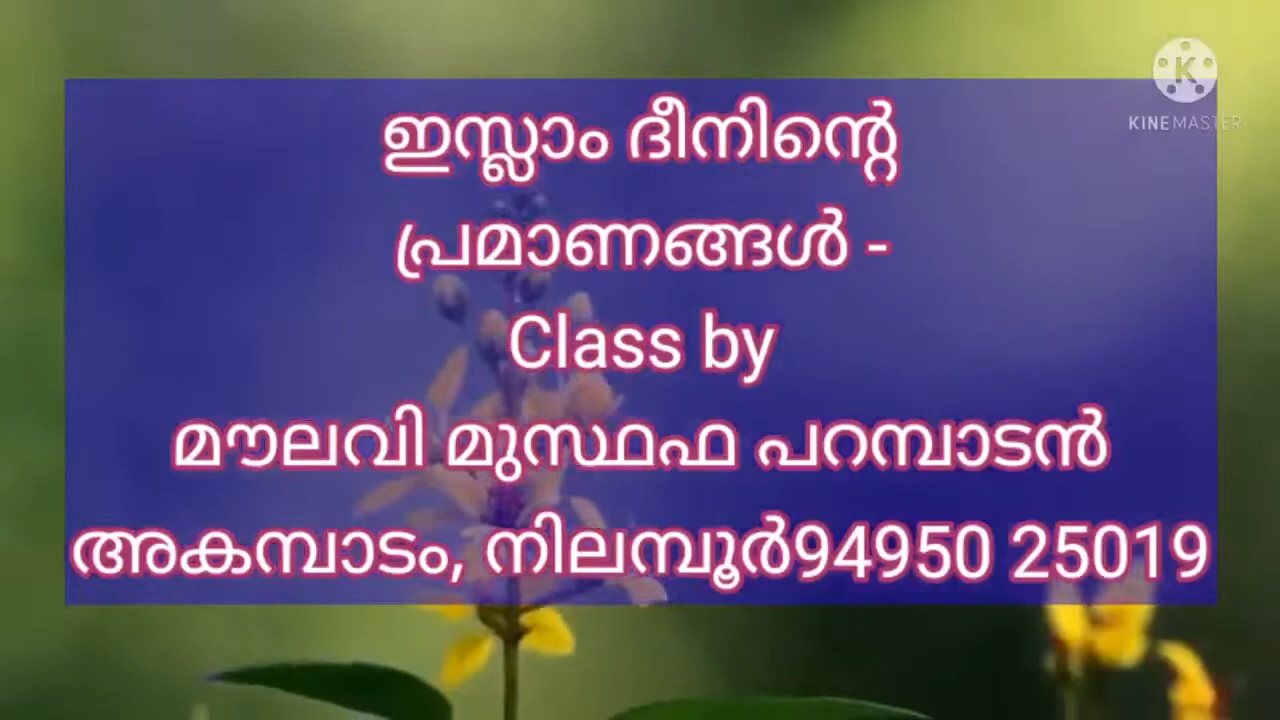 ഇസ്ലാം ദീനിന്റെ
പ്രമാണങ്ങൾ -
Class by
മൗലവി മുസ്ഥഫ പറമ്പാടൻ
അകമ്പാടം, നിലമ്പൂർ94950 25019
KINEMASTER